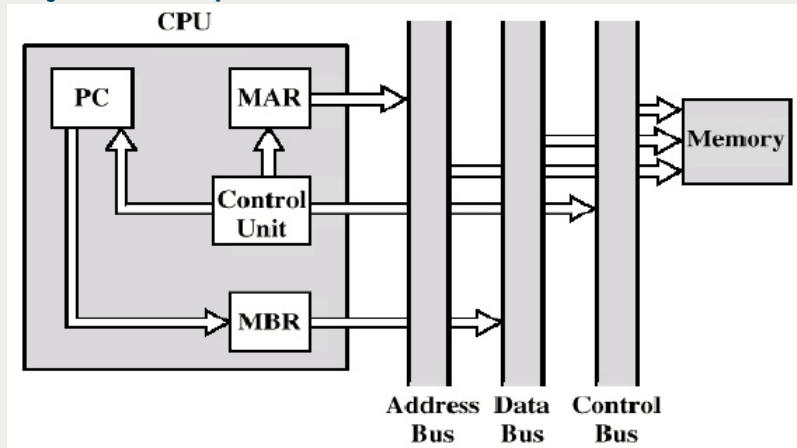 CPU
PC
MAR
Memory
Control
Unit
MBR
Address
Bus
Data
Bus
Control
Bus